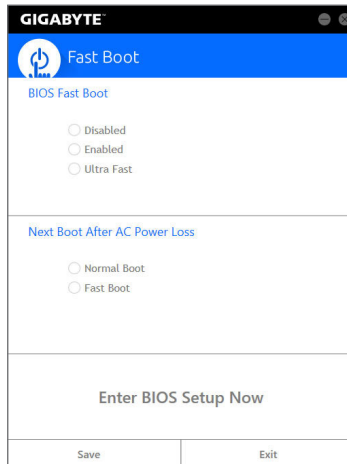 GIGABYTE™
Fast Boot
BIOS Fast Boot
Disabled
Enabled
Ultra Fast
Next Boot After AC Power Loss
Normal Boot
Fast Boot
Enter BIOS Setup Now
Save Exit